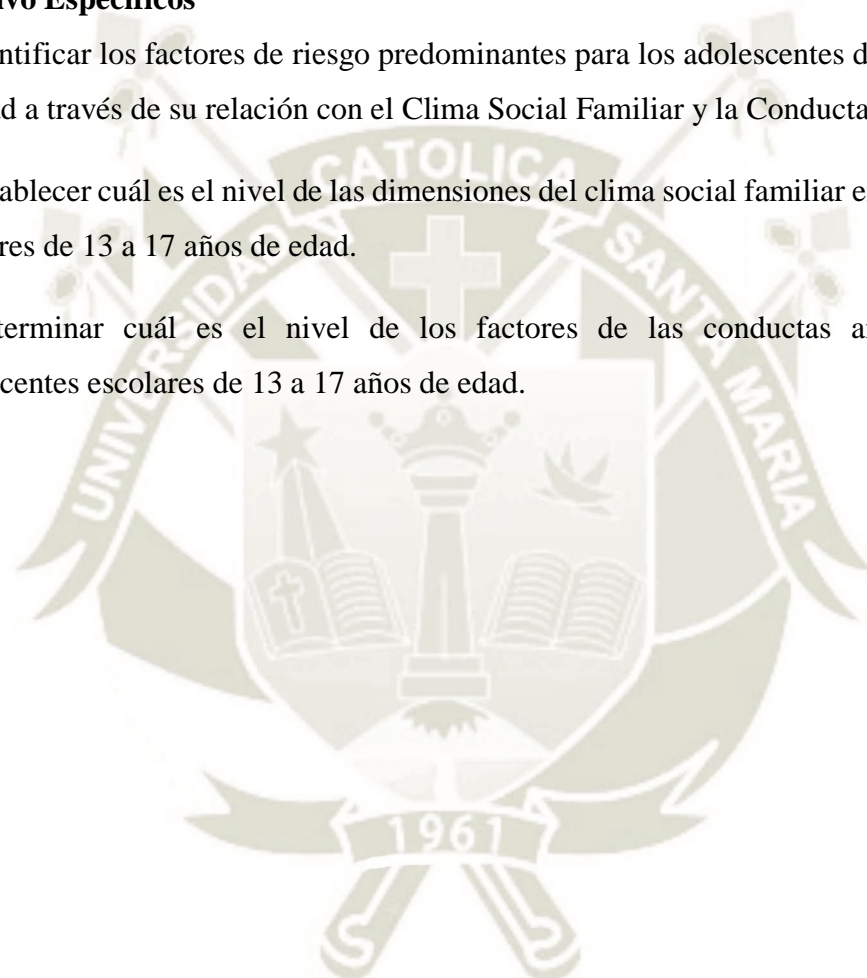 ivo Específicos
ntificar los factores de riesgo predominantes para los adolescentes d
ad a través de su relación con el Clima Social Familiar y la Conducta
tablecer cuál es el nivel de las dimensiones del clima social familiar e
res de 13 a 17 años de edad.
terminar cuál es el nivel de los factores de las conductas a
centes escolares de 13 a 17 años de edad.
UNIVERSIDAD CATOLICA SANTA MARIA
1961